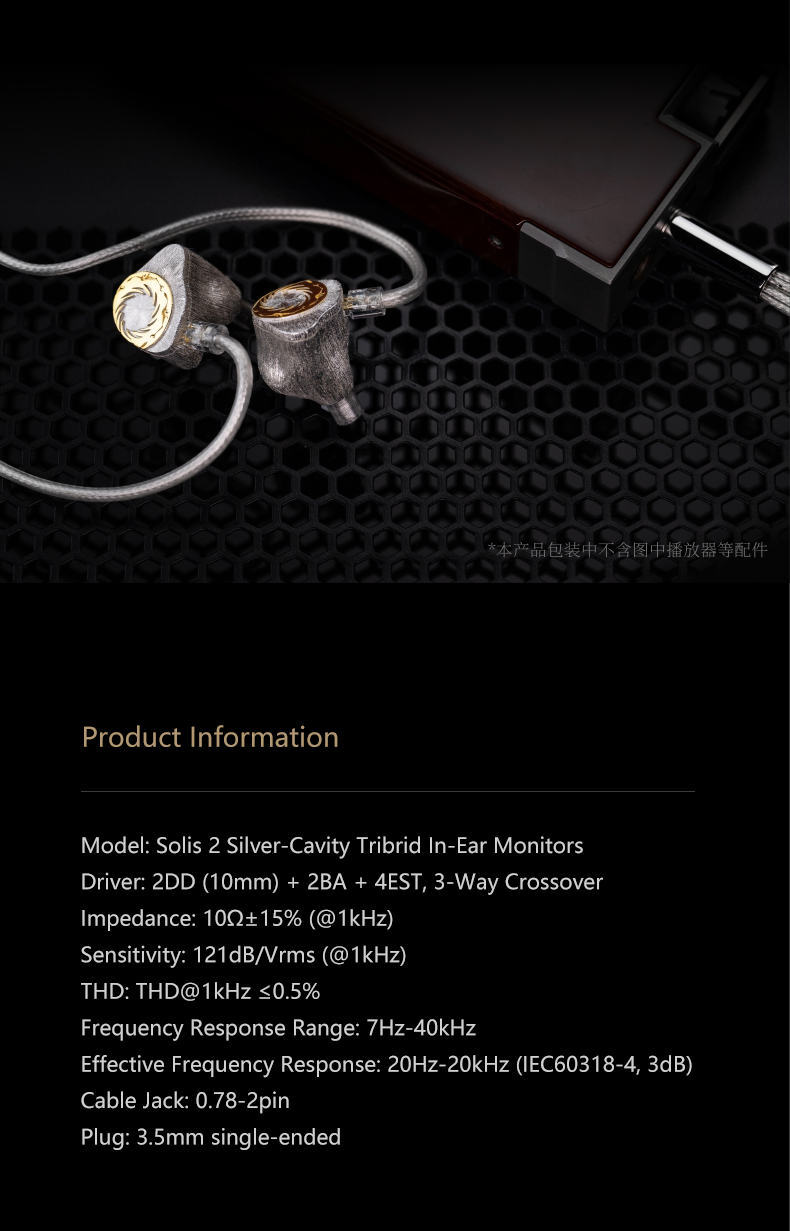 *本产品包装中不含图中播放器等配件
Product Information
Model: Solis 2 Silver-Cavity Tribrid In-Ear Monitors
Driver: 2DD (10mm) + 2BA + 4EST, 3-Way Crossover
Impedance: 10Ω±15% (@1kHz)
Sensitivity: 121dB/Vrms (@1kHz)
THD: THD@1kHz ≤0.5%
Frequency Response Range: 7Hz-40kHz
Effective Frequency Response: 20Hz-20kHz (IEC60318-4, 3dB)
Cable Jack: 0.78-2pin
Plug: 3.5mm single-ended